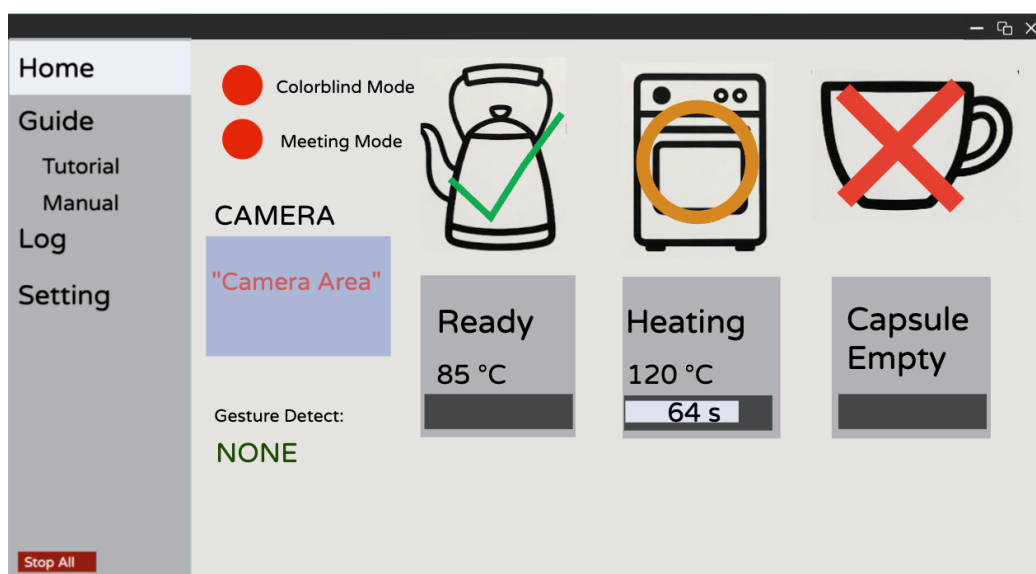 Home
Guide
Tutorial
Manual
Log
Setting
Stop All
Colorblind Mode
Meeting Mode
CAMERA
"Camera Area"
Gesture Detect:
NONE
Ready
85 °C
Heating
120 °C
64 s
Capsule
Empty